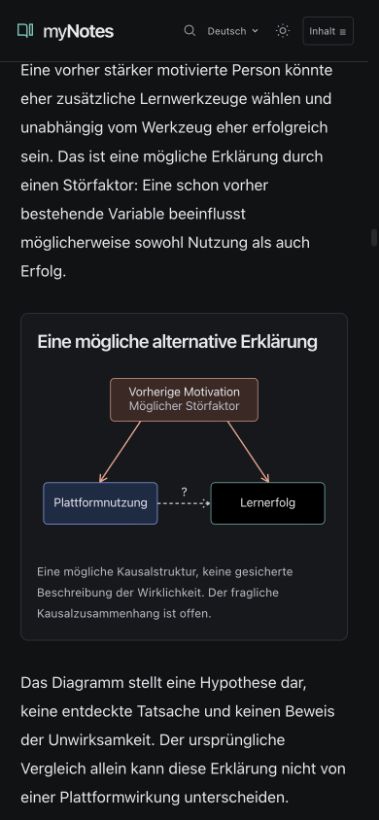 myNotes
Deutsch
Inhalt
Eine vorher stärker motivierte Person könnte
eher zusätzliche Lernwerkzeuge wählen und
unabhängig vom Werkzeug eher erfolgreich
sein. Das ist eine mögliche Erklärung durch
einen Störfaktor: Eine schon vorher
bestehende Variable beeinflusst
möglicherweise sowohl Nutzung als auch
Erfolg.
Eine mögliche alternative Erklärung
Vorherige Motivation
Möglicher Störfaktor
Plattformnutzung
?
Lernerfolg
Eine mögliche Kausalstruktur, keine gesicherte
Beschreibung der Wirklichkeit. Der fragliche
Kausalzusammenhang ist offen.
Das Diagramm stellt eine Hypothese dar,
keine entdeckte Tatsache und keinen Beweis
der Unwirksamkeit. Der ursprüngliche
Vergleich allein kann diese Erklärung nicht von
einer Plattformwirkung unterscheiden.